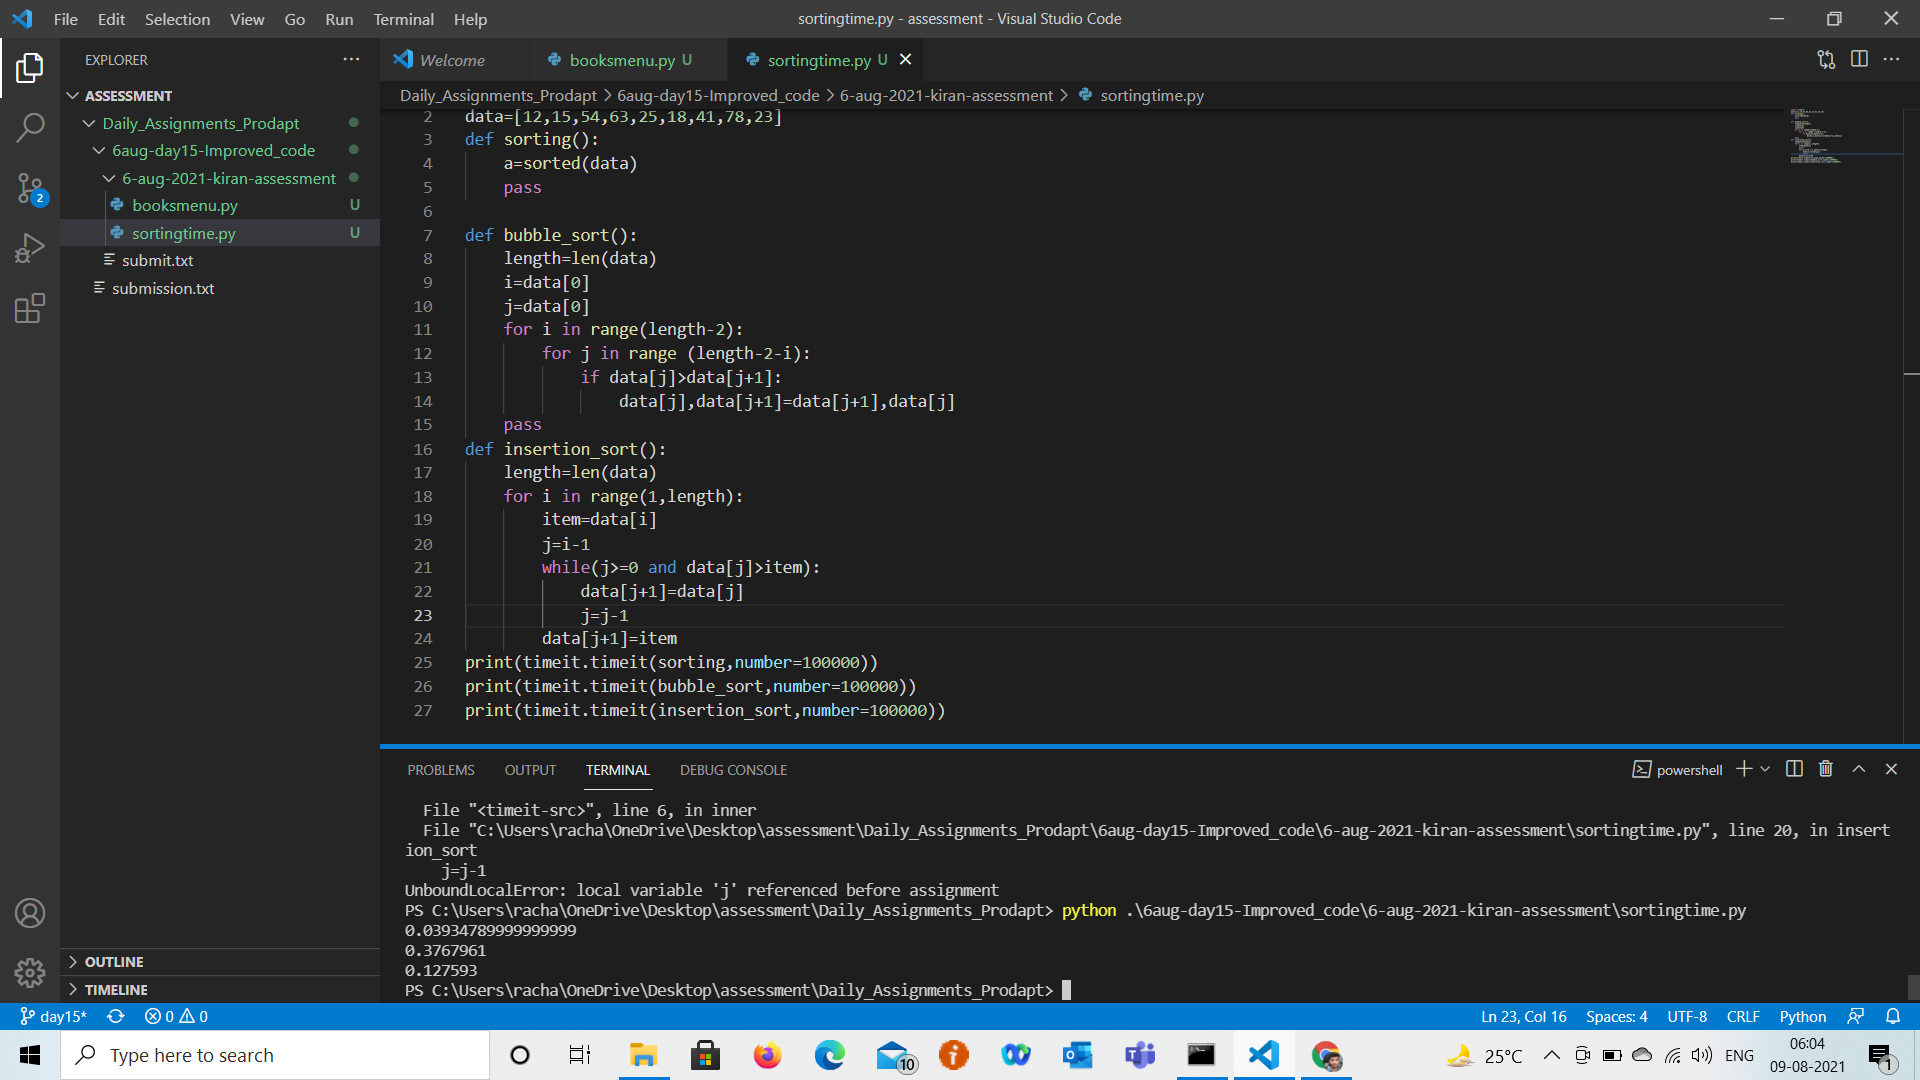 File Edit Selection View Go Run Terminal Help
sortingtime.py - assessment - Visual Studio Code
EXPLORER
ASSESSMENT
Daily_Assignments_Prodapt
6aug-day15-Improved_code
6-aug-2021-kiran-assessment
booksmenu.py U
sortingtime.py U
submit.txt
submission.txt
2
OUTLINE
TIMELINE
Welcome
booksmenu.py U
sortingtime.py U
Daily_Assignments_Prodapt > 6aug-day15-Improved_code > 6-aug-2021-kiran-assessment > sortingtime.py
2 data=[12,15,54,63,25,18,41,78,23]
3 def sorting():
4     a=sorted(data)
5     pass
6
7 def bubble_sort():
8     length=len(data)
9     i=data[0]
10     j=data[0]
11     for i in range(length-2):
12         for j in range (length-2-i):
13             if data[j]>data[j+1]:
14                 data[j],data[j+1]=data[j+1],data[j]
15     pass
16 def insertion_sort():
17     length=len(data)
18     for i in range(1,length):
19         item=data[i]
20         j=i-1
21         while(j>=0 and data[j]>item):
22             data[j+1]=data[j]
23             j=j-1
24         data[j+1]=item
25 print(timeit.timeit(sorting,number=100000))
26 print(timeit.timeit(bubble_sort,number=100000))
27 print(timeit.timeit(insertion_sort,number=100000))
PROBLEMS OUTPUT TERMINAL DEBUG CONSOLE
powershell
File "<timeit-src>", line 6, in inner
File "C:\Users\racha\OneDrive\Desktop\assessment\Daily_Assignments_Prodapt\6aug-day15-Improved_code\6-aug-2021-kiran-assessment\sortingtime.py", line 20, in insert
ion_sort
j=j-1
UnboundLocalError: local variable 'j' referenced before assignment
PS C:\Users\racha\OneDrive\Desktop\assessment\Daily_Assignments_Prodapt> python .\6aug-day15-Improved_code\6-aug-2021-kiran-assessment\sortingtime.py
0.03934789999999999
0.3767961
0.127593
PS C:\Users\racha\OneDrive\Desktop\assessment\Daily_Assignments_Prodapt>
day15* 0 0
Ln 23, Col 16 Spaces: 4 UTF-8 CRLF Python
Type here to search
10
25°C
ENG
06:04
09-08-2021
1